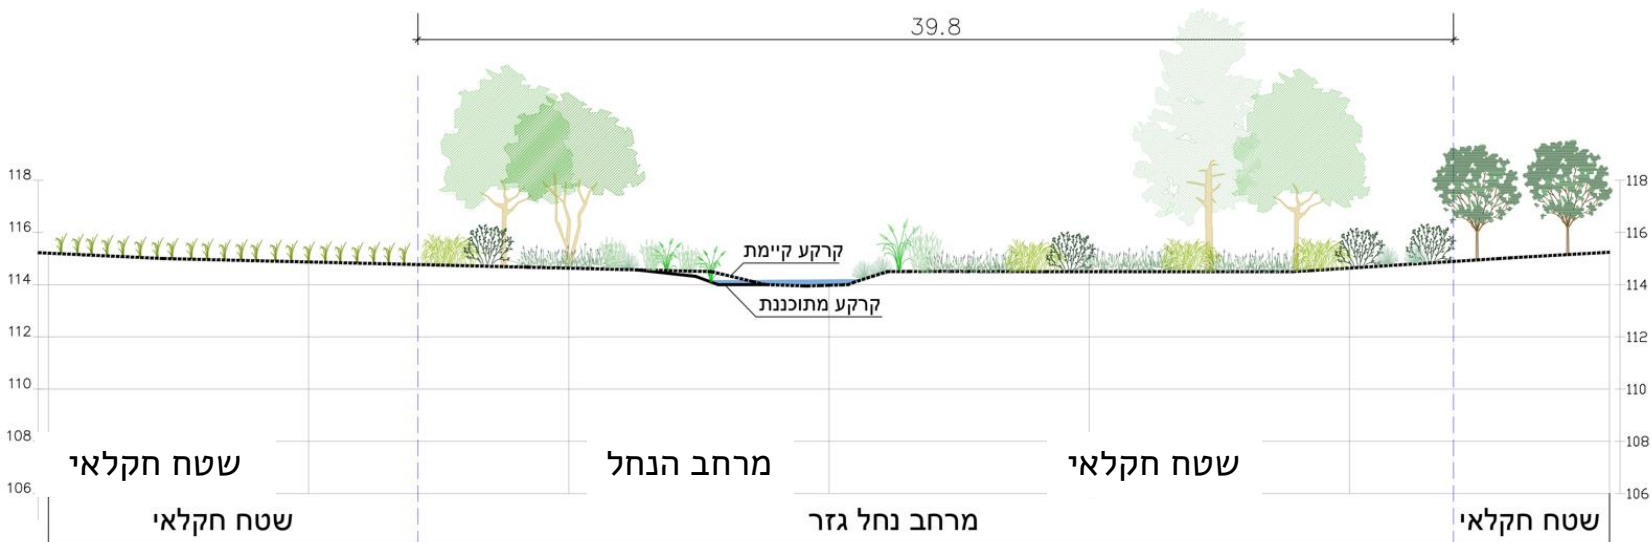 39.8
118
118
116
116
קרקע קיימת
114
114
קרקע מתוכננת
112
112
110
110
108
108
שטח חקלאי
מרחב הנחל
שטח חקלאי
106
106
שטח חקלאי
מרחב נחל גזר
שטח חקלאי